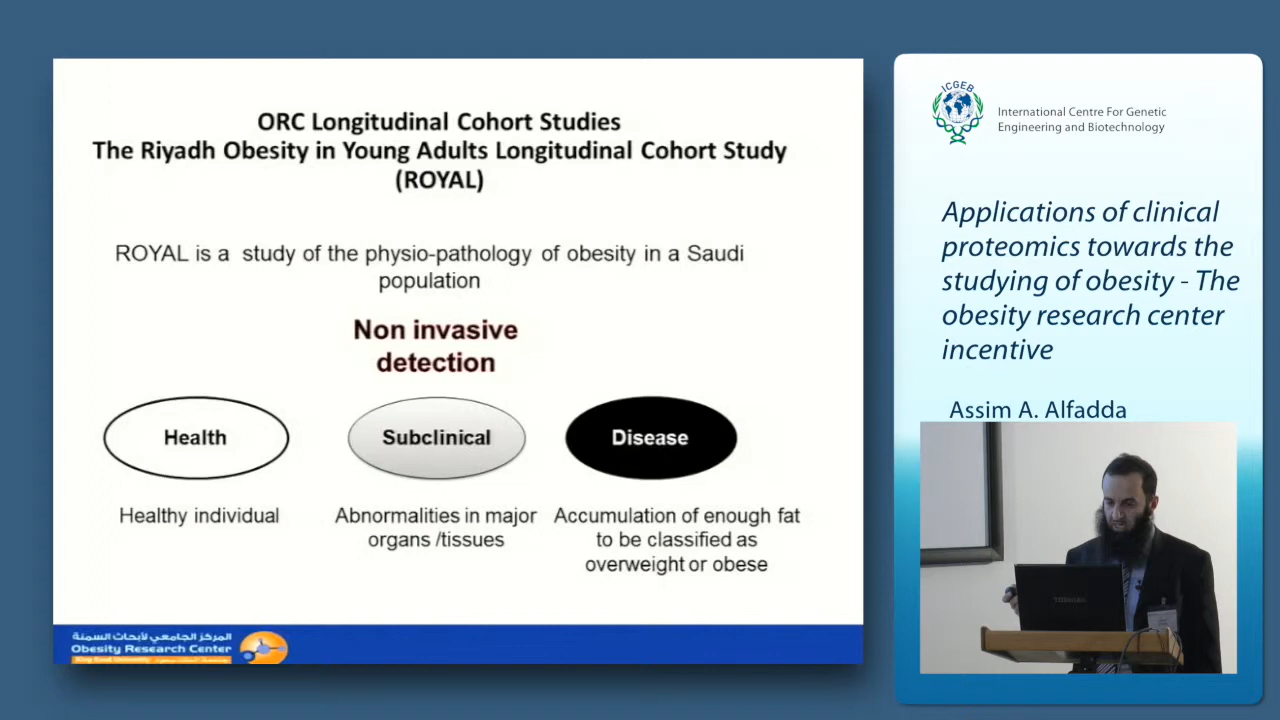 ORC Longitudinal Cohort Studies
The Riyadh Obesity in Young Adults Longitudinal Cohort Study
(ROYAL)
ROYAL is a study of the physio-pathology of obesity in a Saudi
population
Non invasive
detection
Health
Subclinical
Disease
Healthy individual
Abnormalities in major
organs /tissues
Accumulation of enough fat
to be classified as
overweight or obese
المركز الجامعي لأبحاث السمنة
Obesity Research Center
King Saud University
ICGEB
International Centre For Genetic
Engineering and Biotechnology
Applications of clinical
proteomics towards the
studying of obesity - The
obesity research center
incentive
Assim A. Alfadda
TOSHIBA